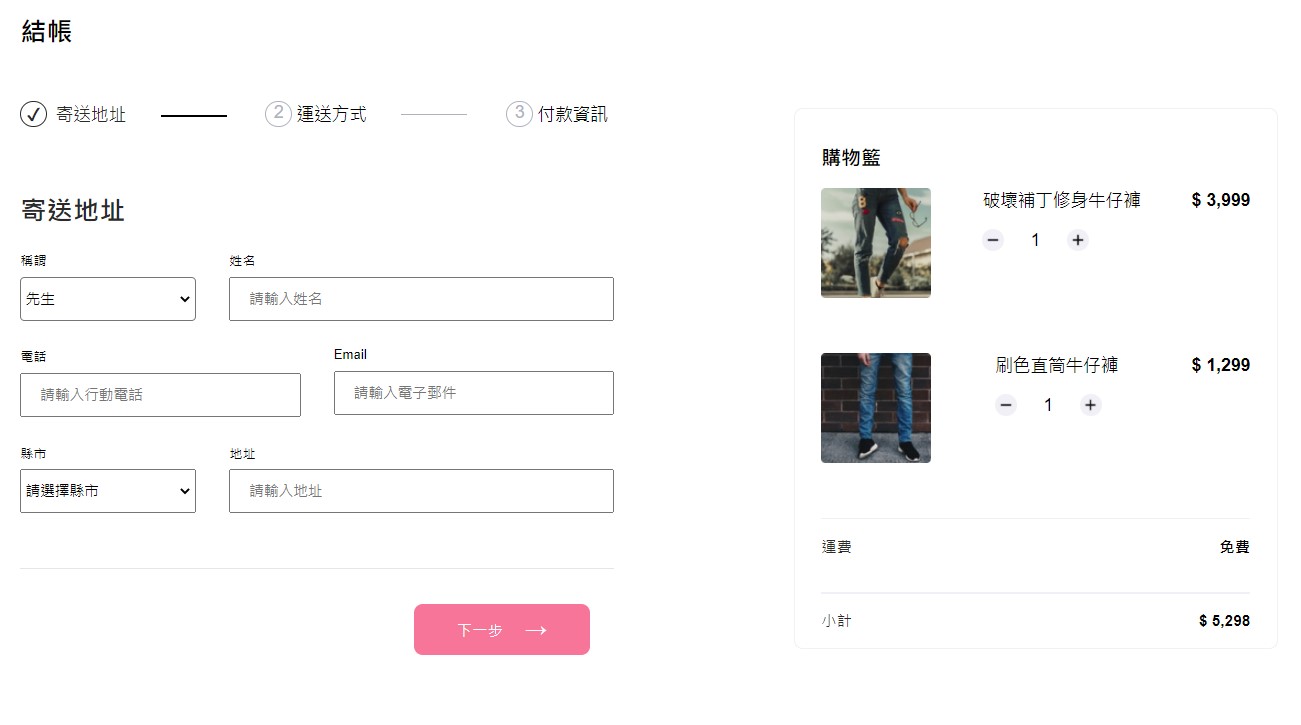 結帳
寄送地址
2 運送方式
3 付款資訊
寄送地址
稱謂
姓名
先生
請輸入姓名
電話
Email
請輸入行動電話
請輸入電子郵件
縣市
地址
請選擇縣市
請輸入地址
下一步 →
購物籃
破壞補丁修身牛仔褲
$ 3,999
− 1 +
刷色直筒牛仔褲
$ 1,299
− 1 +
運費
免費
小計
$ 5,298